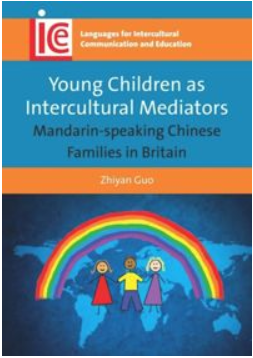 LICE
Languages for Intercultural
Communication and Education
Young Children as
Intercultural Mediators
Mandarin-speaking Chinese
Families in Britain
Zhiyan Guo